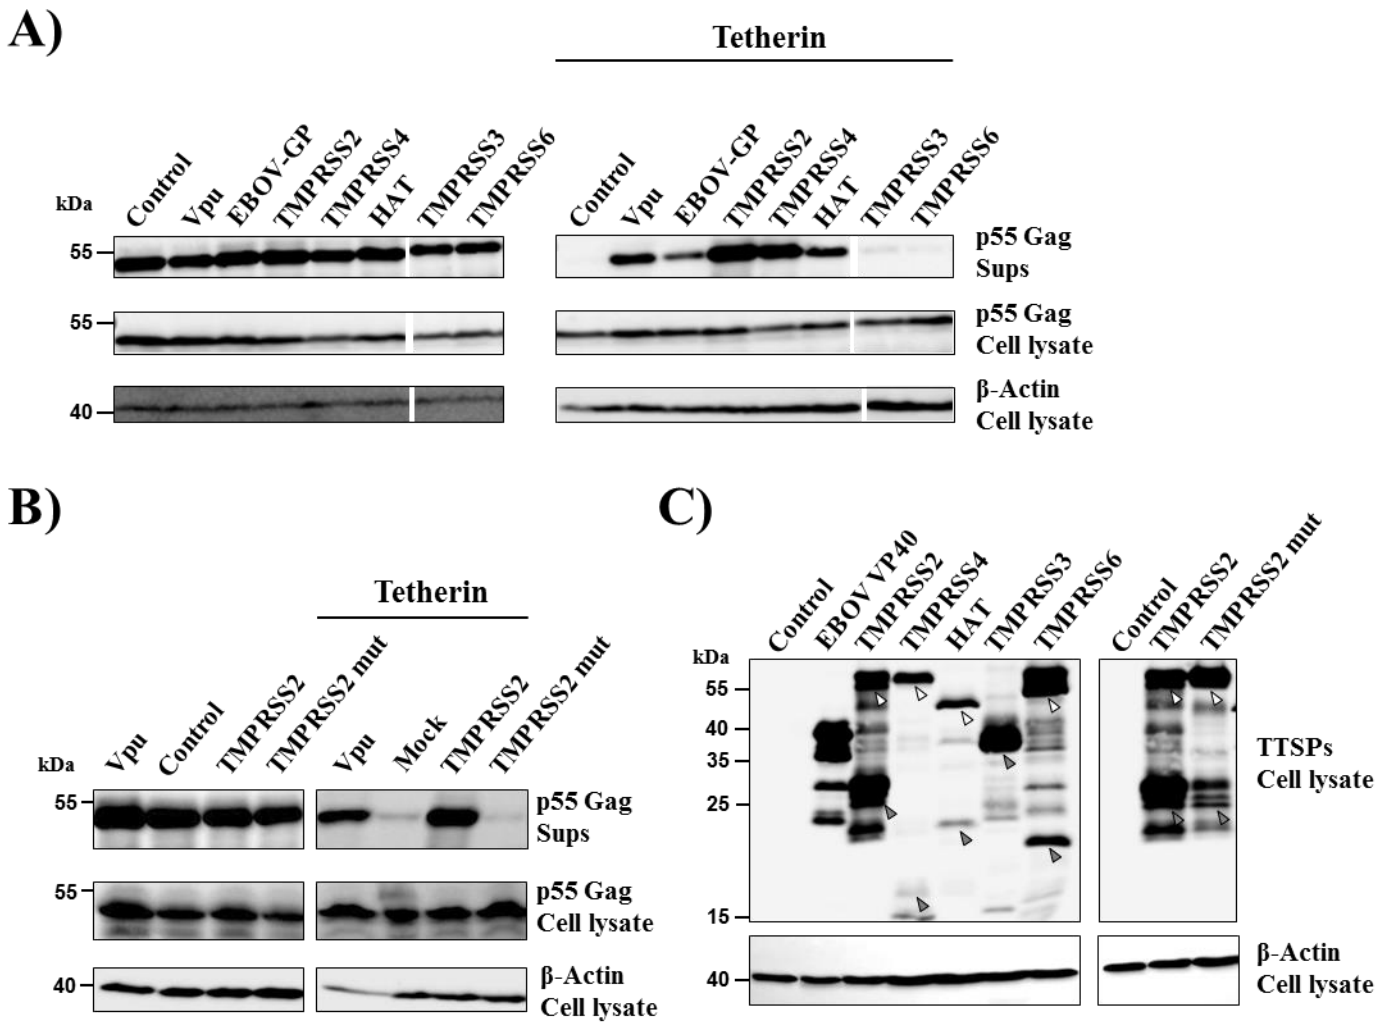 A)
Tetherin
Control Vpu EBOV-GP TMPRSS2 TMPRSS4 HAT TMPRSS3 TMPRSS6
Control Vpu EBOV-GP TMPRSS2 TMPRSS4 HAT TMPRSS3 TMPRSS6
kDa
55
p55 Gag
Sups
55
p55 Gag
Cell lysate
40
β-Actin
Cell lysate
B)
Tetherin
Vpu Control TMPRSS2 TMPRSS2 mut
Vpu Mock TMPRSS2 TMPRSS2 mut
kDa
55
p55 Gag
Sups
55
p55 Gag
Cell lysate
40
β-Actin
Cell lysate
C)
Control EBOV VP40 TMPRSS2 TMPRSS4 HAT TMPRSS3 TMPRSS6
Control TMPRSS2 TMPRSS2 mut
kDa
55
40
35
25
15
TTSPs
Cell lysate
40
β-Actin
Cell lysate